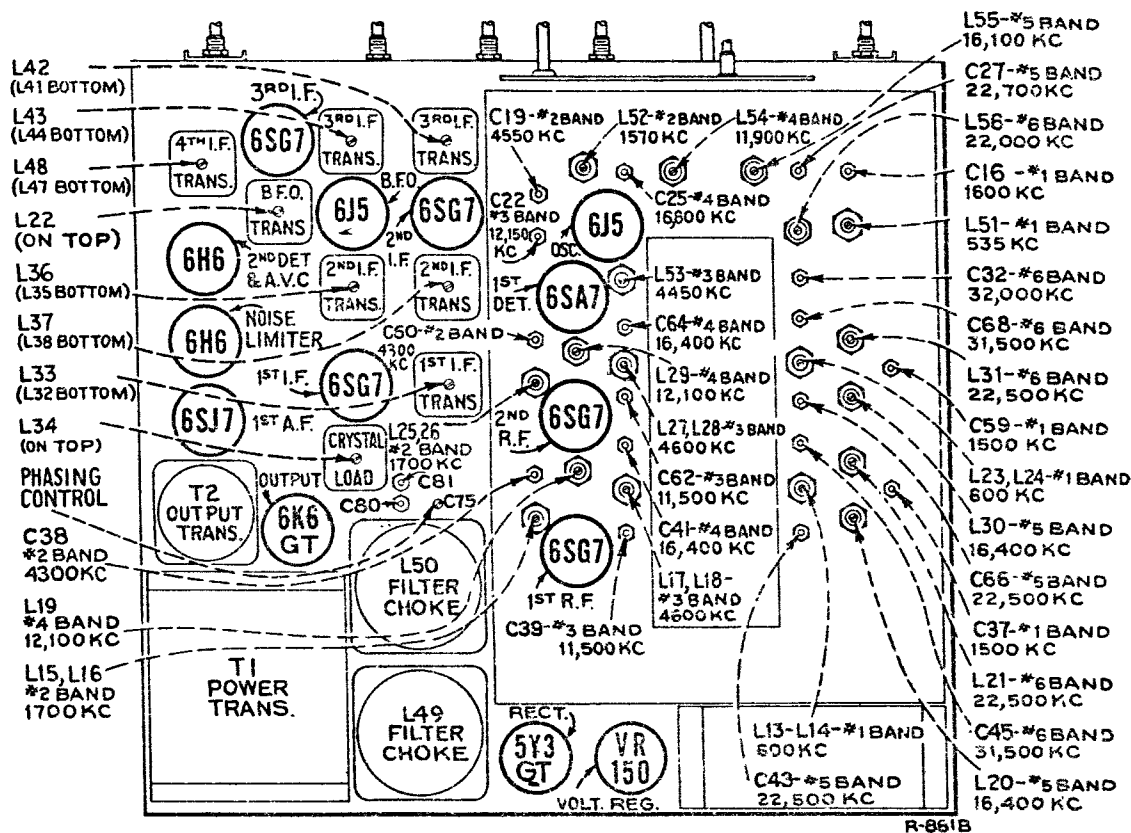 L42
(L41 BOTTOM)
L43
(L44 BOTTOM)
L48
(L47 BOTTOM)
L22
(ON TOP)
L36
(L35 BOTTOM)
L37
(L38 BOTTOM)
L33
(L32 BOTTOM)
L34
(ON TOP)
PHASING
CONTROL
C38
#2 BAND
4300 KC
L19
#4 BAND
12,100 KC
L15, L16
#2 BAND
1700 KC
3RD I.F.
6SG7
3RD I.F.
TRANS.
3RD I.F.
TRANS.
4TH I.F.
TRANS.
B.F.O.
TRANS
6J5
B.F.O.
6SG7
2ND
I.F.
6H6
2ND DET
& A.V.C
2ND I.F.
TRANS.
2ND I.F.
TRANS.
6H6
NOISE
LIMITER
C60-#2 BAND
4300
KC
1ST I.F.
6SG7
1ST I.F.
TRANS
6SJ7
1ST A.F.
CRYSTAL
LOAD
L25,26
#2 BAND
1700 KC
C81
C80
C75
T2
OUTPUT
TRANS.
OUTPUT
6K6
GT
L50
FILTER
CHOKE
T1
POWER
TRANS.
L49
FILTER
CHOKE
RECT.
5Y3
GT
VR
150
VOLT. REG.
C19-#2 BAND
4550 KC
L52-#2 BAND
1570 KC
L54-#4 BAND
11,900 KC
C22
#3 BAND
12,150
KC
C25-#4 BAND
16,800 KC
6J5
OSC.
1ST
DET.
6SA7
L53-#3 BAND
4450 KC
C64-#4 BAND
16,400 KC
L29-#4 BAND
12,100 KC
2ND
R.F.
6SG7
L27, L28-#3 BAND
4600 KC
C62-#3 BAND
11,500 KC
C41-#4 BAND
16,400 KC
6SG7
1ST R.F.
L17, L18-
#3 BAND
4600 KC
C39-#3 BAND
11,500 KC
L13-L14-#1 BAND
600 KC
C43-#5 BAND
22,500 KC
L55-#5 BAND
16,100 KC
C27-#5 BAND
22,700 KC
L56-#6 BAND
22,000 KC
C16-#1 BAND
1600 KC
L51-#1 BAND
535 KC
C32-#6 BAND
32,000 KC
C68-#6 BAND
31,500 KC
L31-#6 BAND
22,500 KC
C59-#1 BAND
1500 KC
L23, L24-#1 BAND
600 KC
L30-#5 BAND
16,400 KC
C66-#5 BAND
22,500 KC
C37-#1 BAND
1500 KC
L21-#6 BAND
22,500 KC
C45-#6 BAND
31,500 KC
L20-#5 BAND
16,400 KC
R-861B